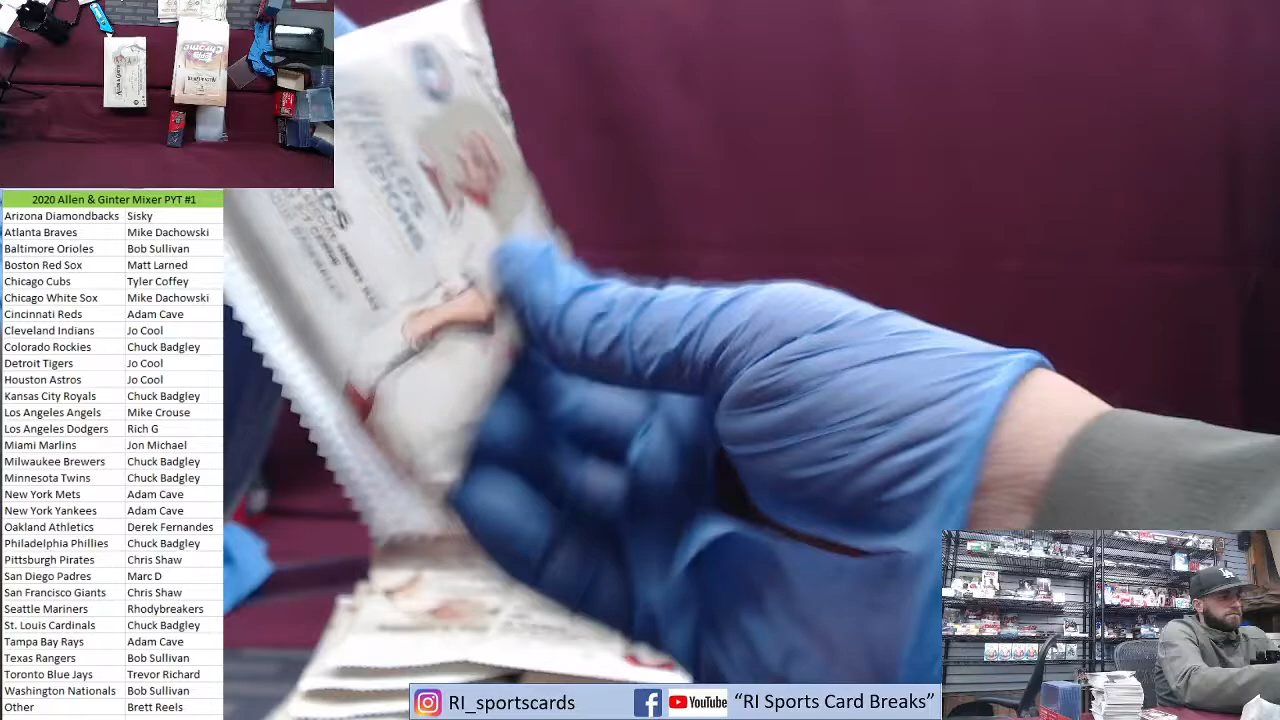 2020 Allen & Ginter Mixer PYT #1
Arizona Diamondbacks Sisky
Atlanta Braves Mike Dachowski
Baltimore Orioles Bob Sullivan
Boston Red Sox Matt Larned
Chicago Cubs Tyler Coffey
Chicago White Sox Mike Dachowski
Cincinnati Reds Adam Cave
Cleveland Indians Jo Cool
Colorado Rockies Chuck Badgley
Detroit Tigers Jo Cool
Houston Astros Jo Cool
Kansas City Royals Chuck Badgley
Los Angeles Angels Mike Crouse
Los Angeles Dodgers Rich G
Miami Marlins Jon Michael
Milwaukee Brewers Chuck Badgley
Minnesota Twins Chuck Badgley
New York Mets Adam Cave
New York Yankees Adam Cave
Oakland Athletics Derek Fernandes
Philadelphia Phillies Chuck Badgley
Pittsburgh Pirates Chris Shaw
San Diego Padres Marc D
San Francisco Giants Chris Shaw
Seattle Mariners Rhodybreakers
St. Louis Cardinals Chuck Badgley
Tampa Bay Rays Adam Cave
Texas Rangers Bob Sullivan
Toronto Blue Jays Trevor Richard
Washington Nationals Bob Sullivan
Other Brett Reels
RI_sportscards
YouTube "RI Sports Card Breaks"